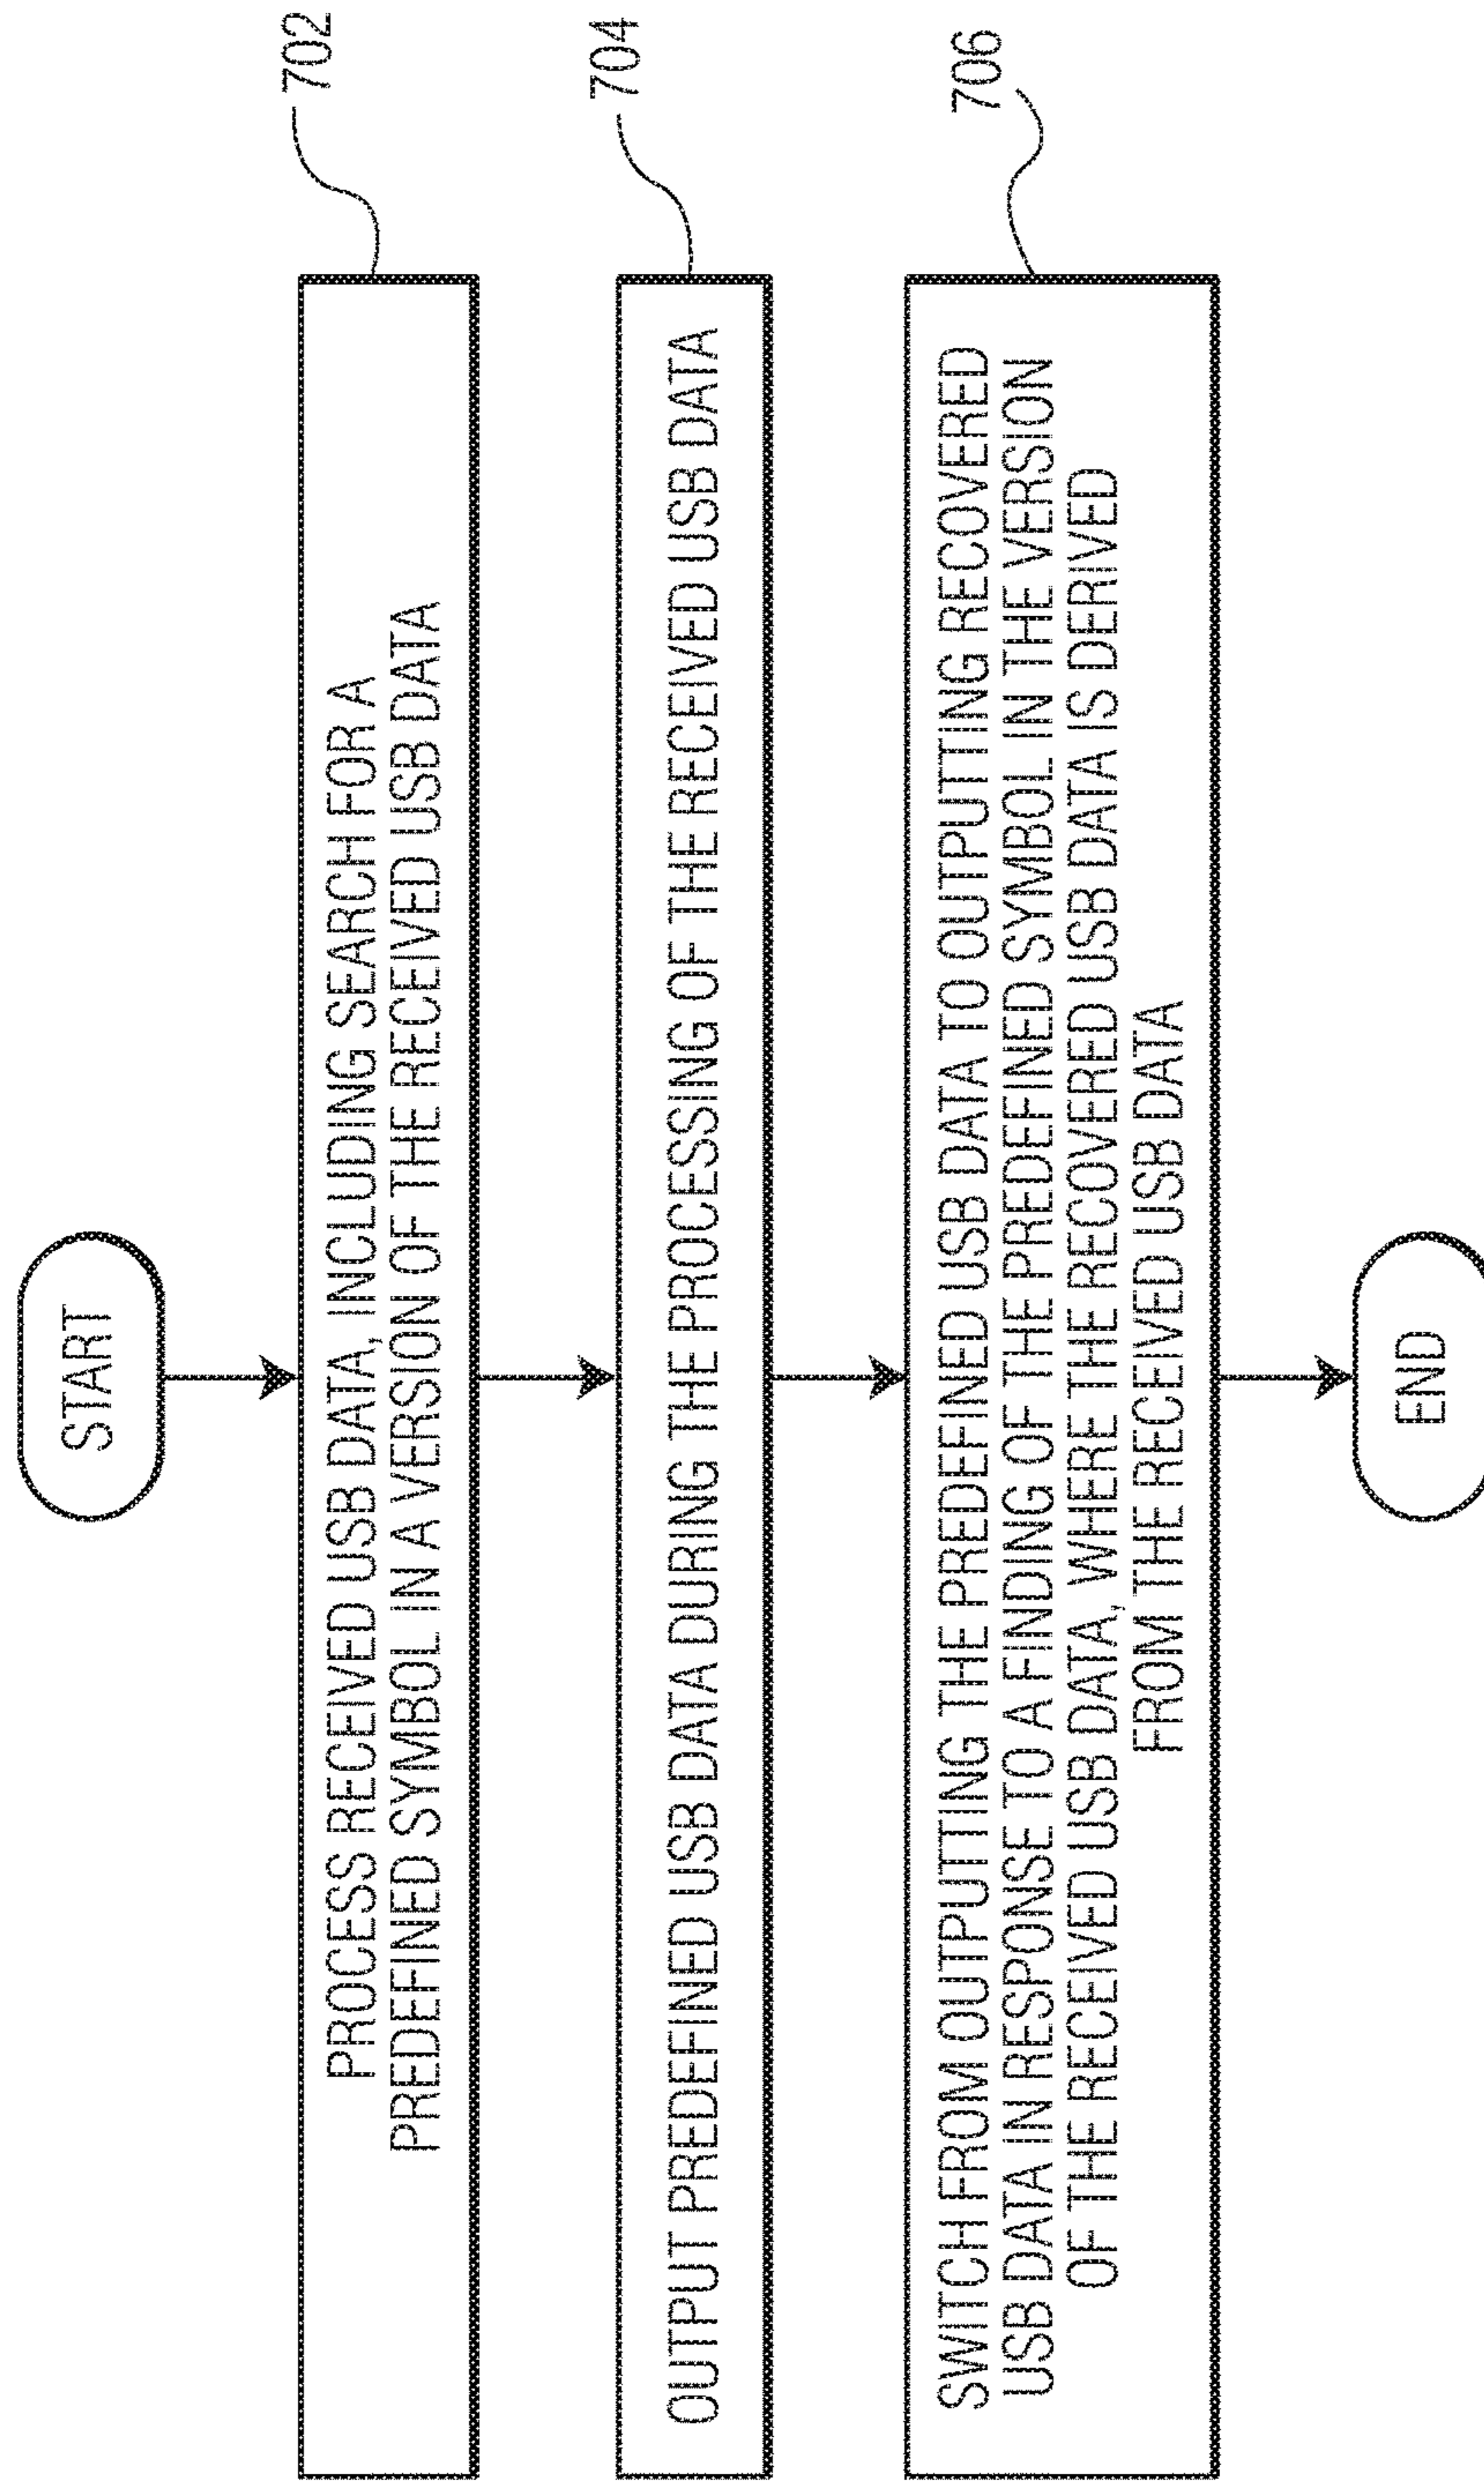 START
PROCESS RECEIVED USB DATA, INCLUDING SEARCH FOR A
PREDEFINED SYMBOL IN A VERSION OF THE RECEIVED USB DATA
702
OUTPUT PREDEFINED USB DATA DURING THE PROCESSING OF THE RECEIVED USB DATA
704
SWITCH FROM OUTPUTTING THE PREDEFINED USB DATA TO OUTPUTTING RECOVERED
USB DATA IN RESPONSE TO A FINDING OF THE PREDEFINED SYMBOL IN THE VERSION
OF THE RECEIVED USB DATA, WHERE THE RECOVERED USB DATA IS DERIVED
FROM THE RECEIVED USB DATA
706
END